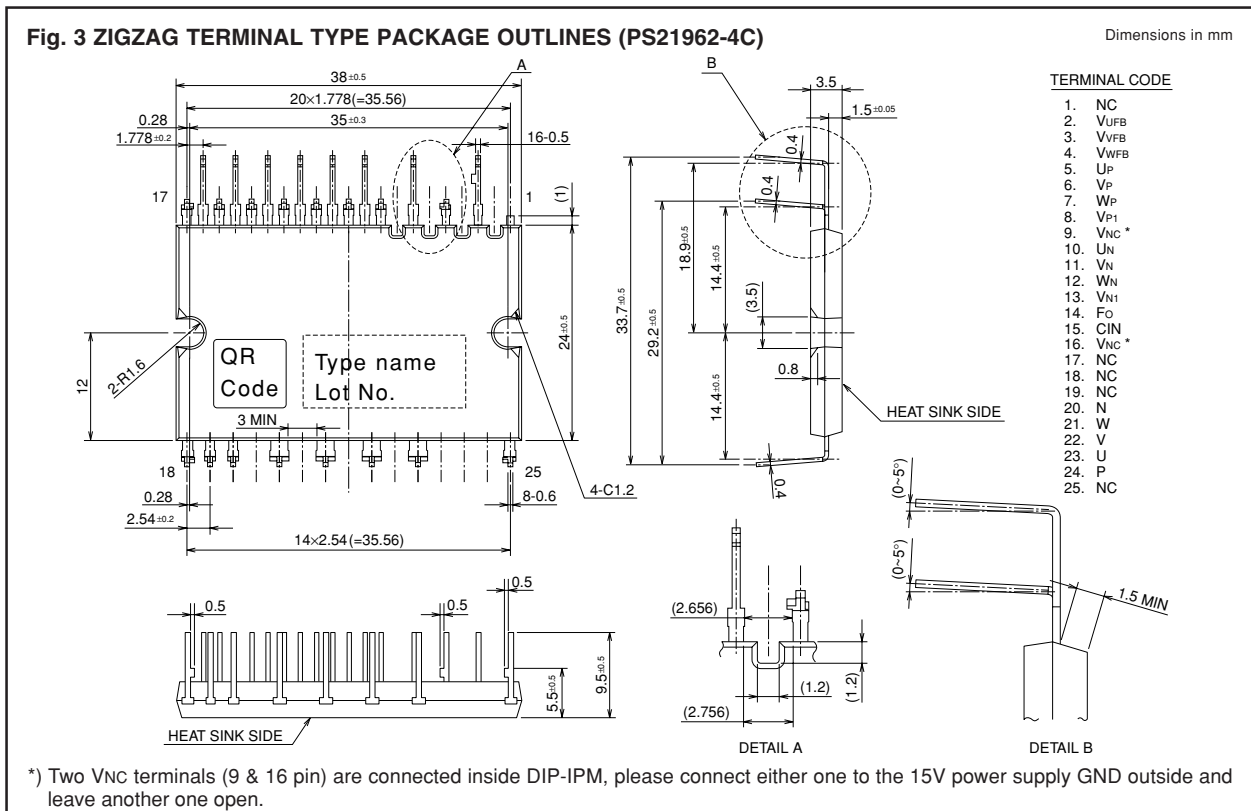 Fig. 3 ZIGZAG TERMINAL TYPE PACKAGE OUTLINES (PS21962-4C)
Dimensions in mm
A
38±0.5
20×1.778(=35.56)
0.28
35±0.3
1.778±0.2
16-0.5
17
1
(1)
24±0.5
12
2-R1.6
QR
Code
Type name
Lot No.
3 MIN
18
25
0.28
2.54±0.2
8-0.6
4-C1.2
14×2.54(=35.56)
B
3.5
1.5±0.05
0.4
0.4
33.7±0.5
29.2±0.5
18.9±0.5
14.4±0.5
(3.5)
0.8
14.4±0.5
0.4
HEAT SINK SIDE
TERMINAL CODE
1. NC
2. VUFB
3. VVFB
4. VWFB
5. UP
6. VP
7. WP
8. VP1
9. VNC *
10. UN
11. VN
12. WN
13. VN1
14. FO
15. CIN
16. VNC *
17. NC
18. NC
19. NC
20. N
21. W
22. V
23. U
24. P
25. NC
0.5
0.5
0.5
5.5±0.5
9.5±0.5
HEAT SINK SIDE
(2.656)
(1.2)
(1.2)
(2.756)
DETAIL A
(0~5°)
(0~5°)
1.5 MIN
DETAIL B
*) Two VNC terminals (9 & 16 pin) are connected inside DIP-IPM, please connect either one to the 15V power supply GND outside and
leave another one open.